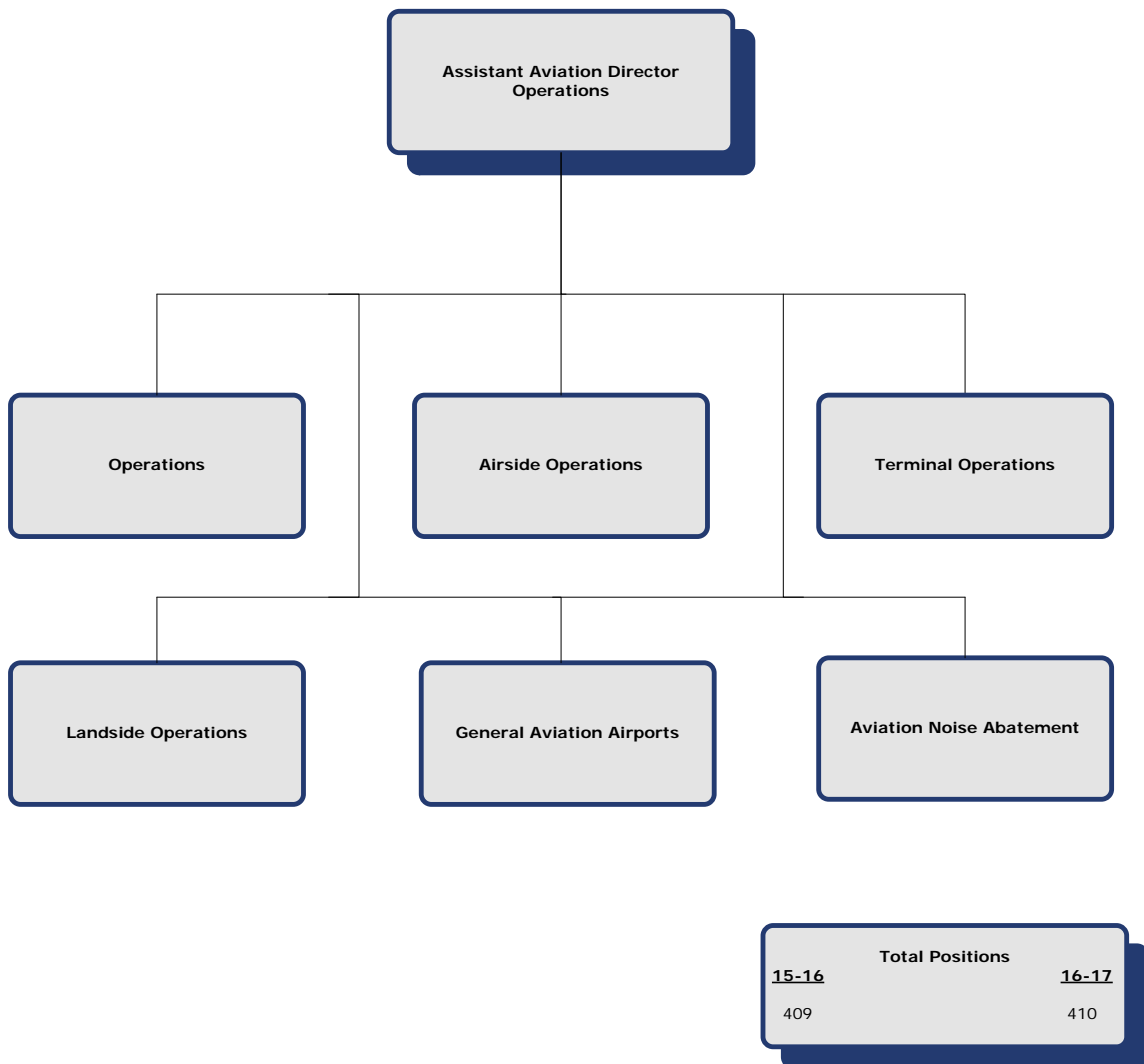 Assistant Aviation Director
Operations
Operations
Airside Operations
Terminal Operations
Landside Operations
General Aviation Airports
Aviation Noise Abatement
Total Positions
15-16 16-17
409 410